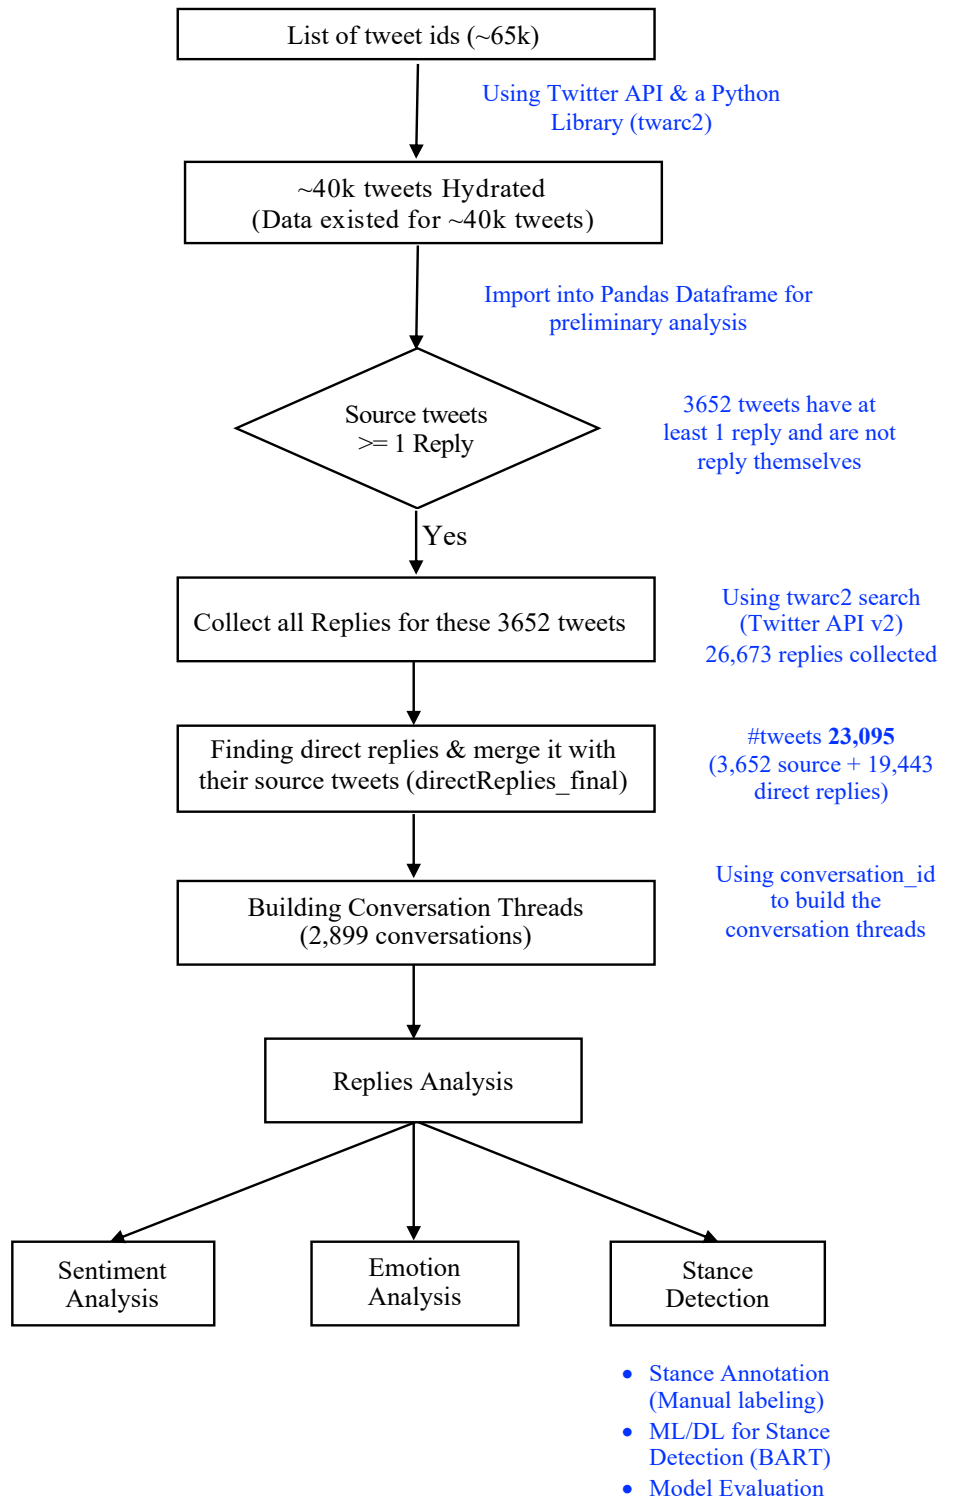 List of tweet ids (~65k)
Using Twitter API & a Python
Library (twarc2)
~40k tweets Hydrated
(Data existed for ~40k tweets)
Import into Pandas Dataframe for
preliminary analysis
Source tweets
>= 1 Reply
3652 tweets have at
least 1 reply and are not
reply themselves
Yes
Collect all Replies for these 3652 tweets
Using twarc2 search
(Twitter API v2)
26,673 replies collected
Finding direct replies & merge it with
their source tweets (directReplies_final)
#tweets 23,095
(3,652 source + 19,443
direct replies)
Building Conversation Threads
(2,899 conversations)
Using conversation_id
to build the
conversation threads
Replies Analysis
Sentiment
Analysis
Emotion
Analysis
Stance
Detection
• Stance Annotation
(Manual labeling)
• ML/DL for Stance
Detection (BART)
• Model Evaluation